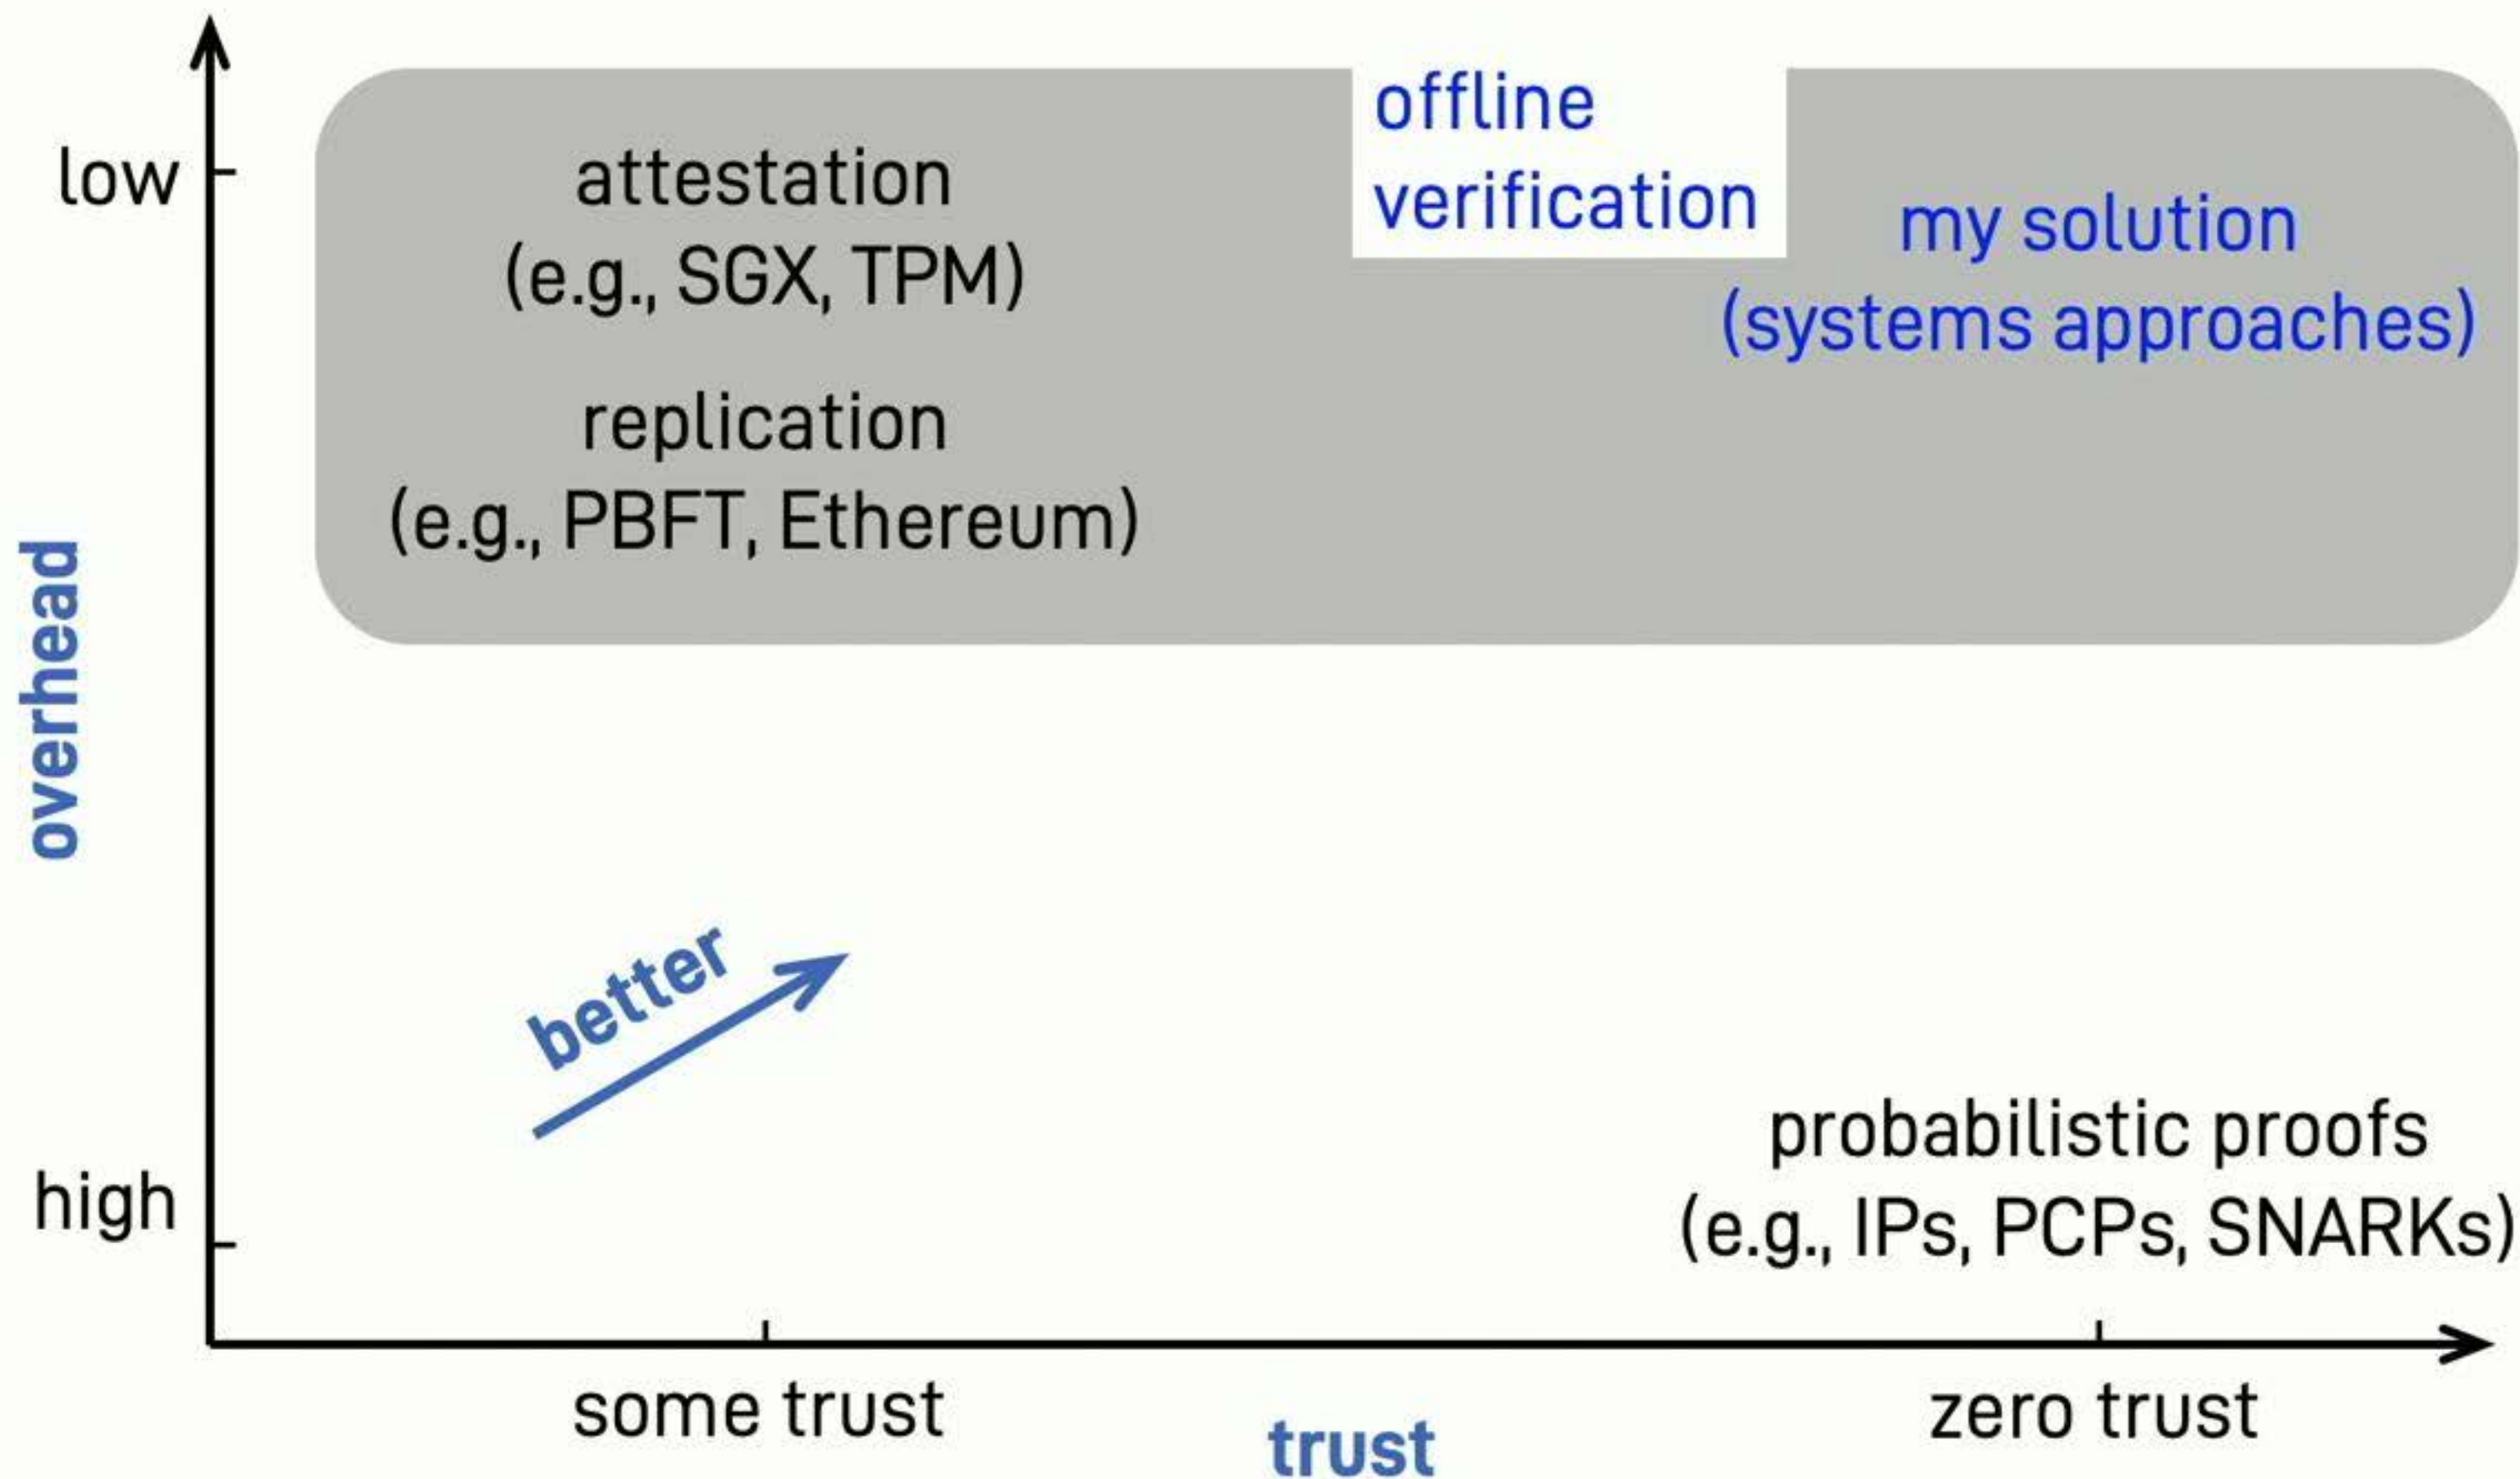 low
attestation
(e.g., SGX, TPM)
replication
(e.g., PBFT, Ethereum)
offline
verification
my solution
(systems approaches)
overhead
better
high
probabilistic proofs
(e.g., IPs, PCPs, SNARKs)
some trust
trust
zero trust